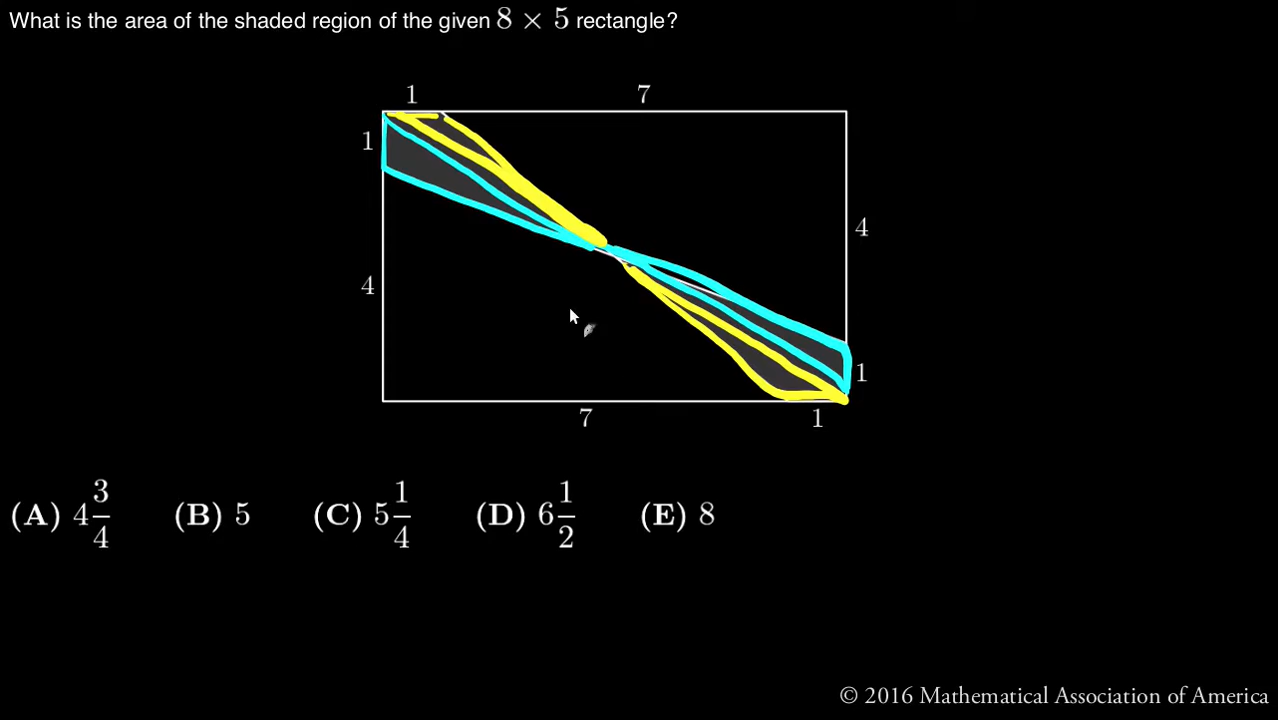 What is the area of the shaded region of the given 8 × 5 rectangle?
1 7
1
4
4
1
7 1
(A) 4 3/4 (B) 5 (C) 5 1/4 (D) 6 1/2 (E) 8
© 2016 Mathematical Association of America